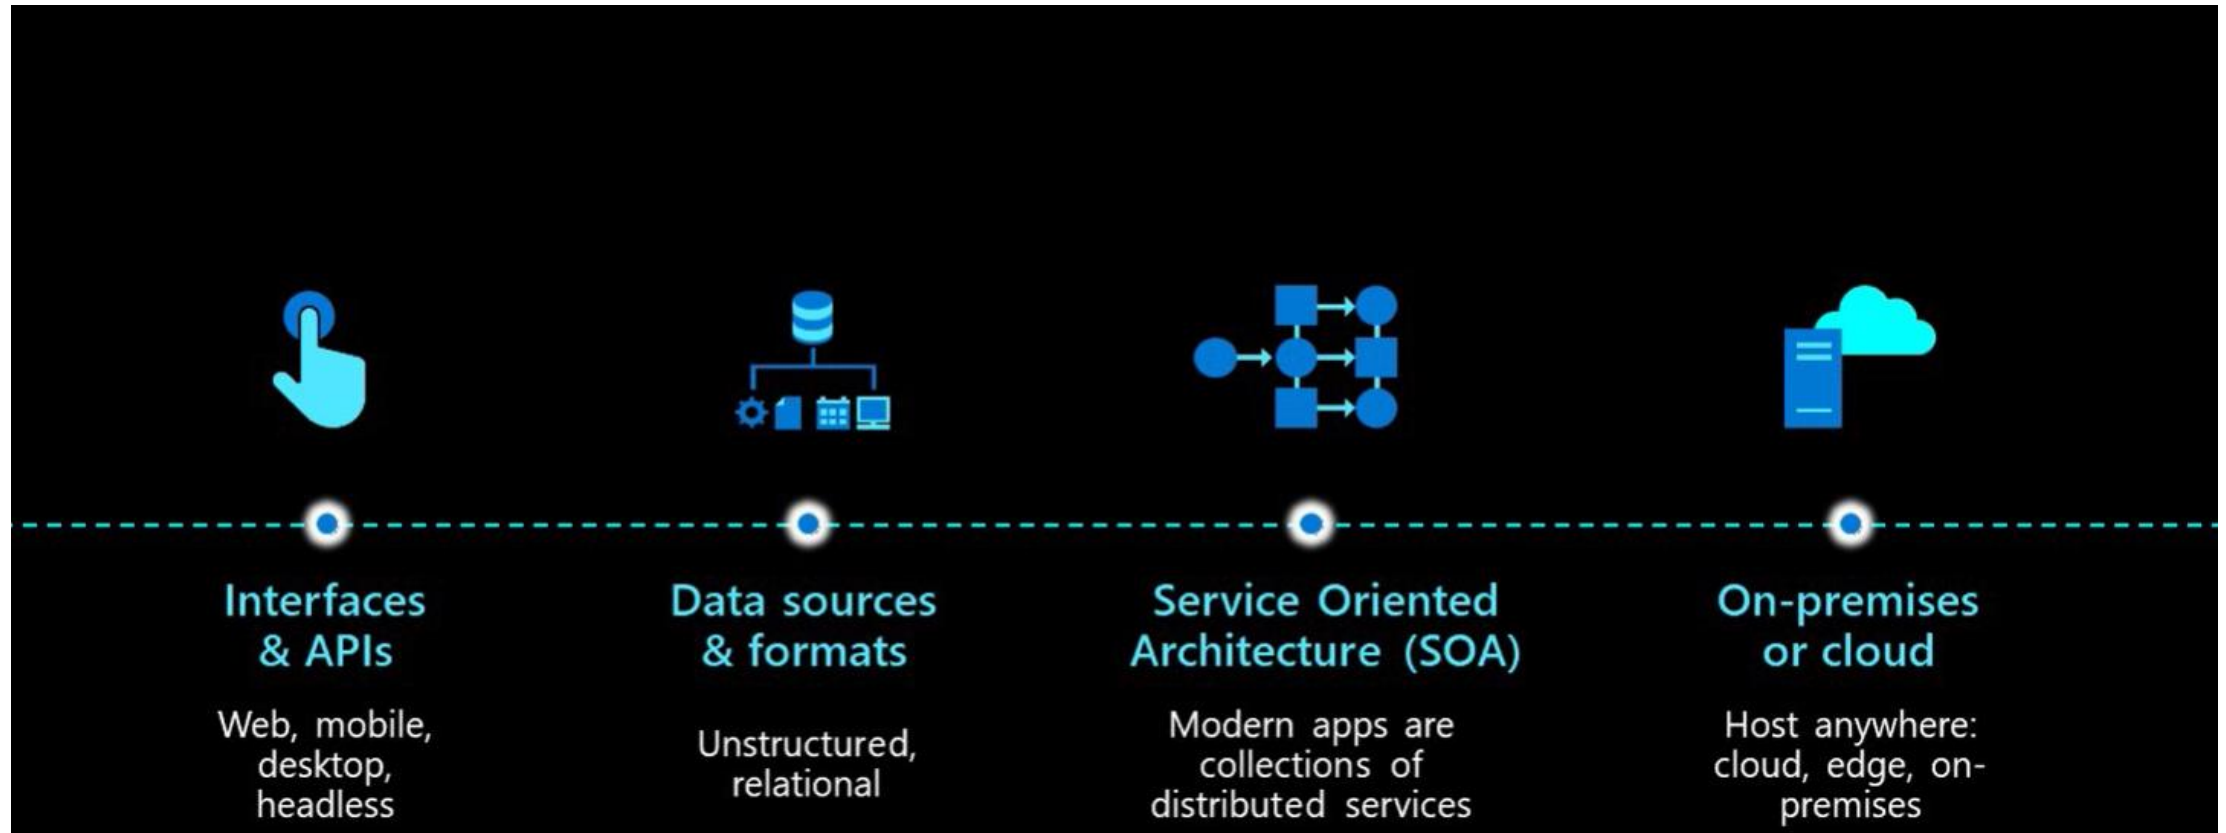 Interfaces
& APIs
Web, mobile,
desktop,
headless
Data sources
& formats
Unstructured,
relational
Service Oriented
Architecture (SOA)
Modern apps are
collections of
distributed services
On-premises
or cloud
Host anywhere:
cloud, edge, on-
premises